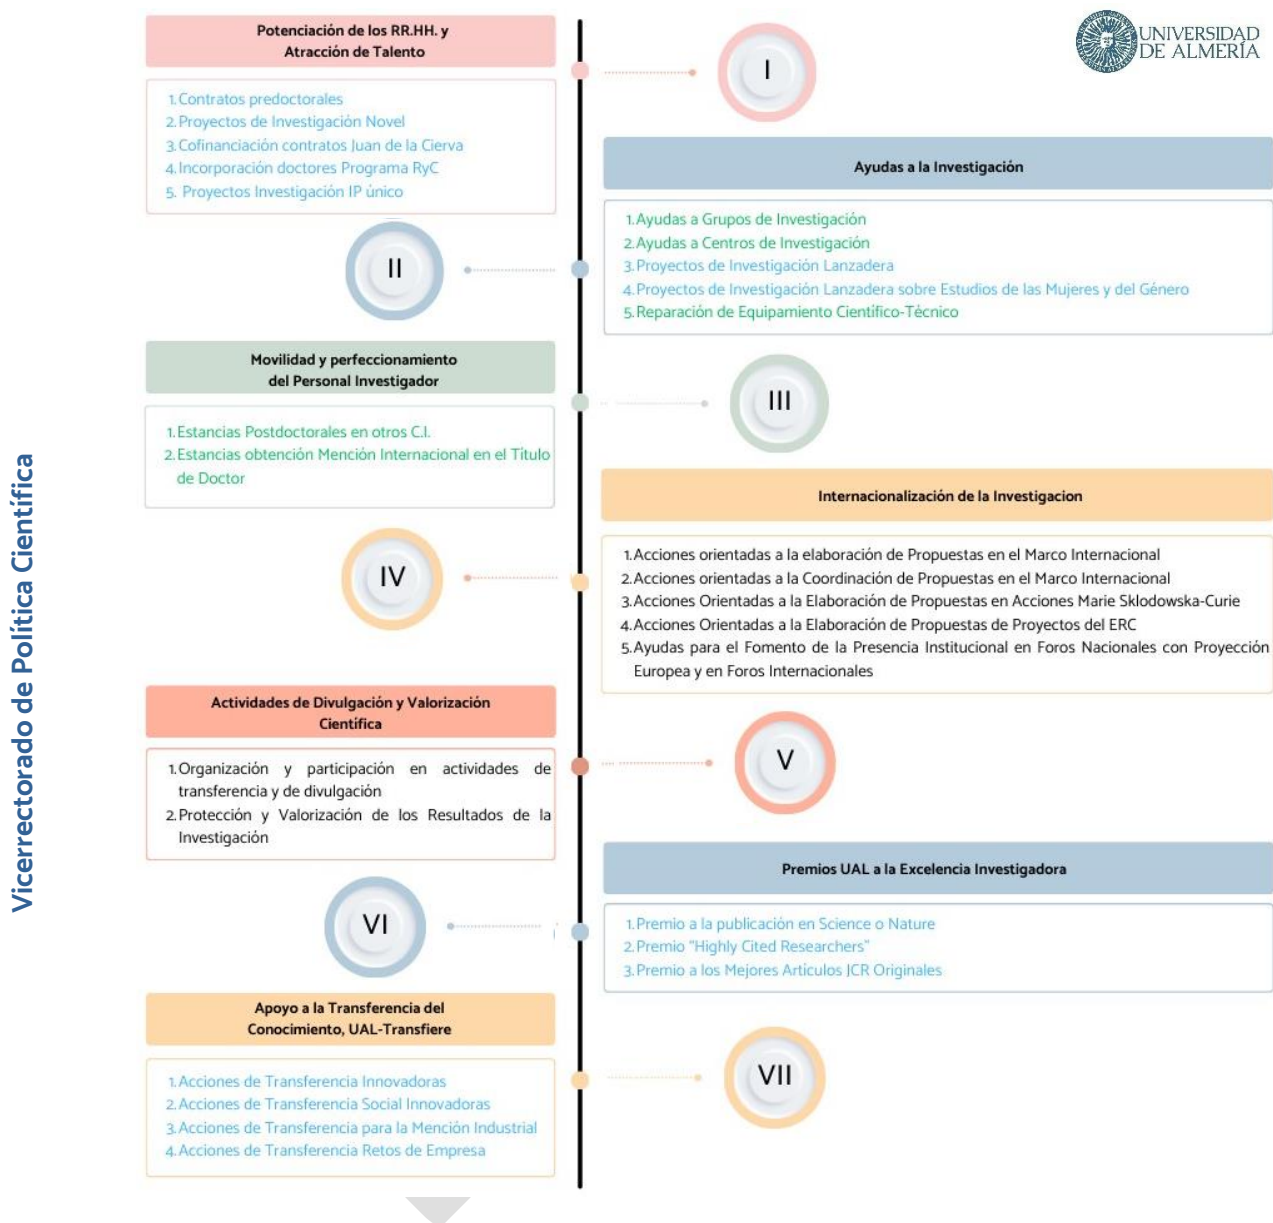 UNIVERSIDAD
DE ALMERÍA
Vicerrectorado de Política Científica
Potenciación de los RR.HH. y
Atracción de Talento
I
1. Contratos predoctorales
2. Proyectos de Investigación Novel
3. Cofinanciación contratos Juan de la Cierva
4. Incorporación doctores Programa RyC
5. Proyectos Investigación IP único
Ayudas a la Investigación
II
1. Ayudas a Grupos de Investigación
2. Ayudas a Centros de Investigación
3. Proyectos de Investigación Lanzadera
4. Proyectos de Investigación Lanzadera sobre Estudios de las Mujeres y del Género
5. Reparación de Equipamiento Científico-Técnico
Movilidad y perfeccionamiento
del Personal Investigador
III
1. Estancias Postdoctorales en otros C.I.
2. Estancias obtención Mención Internacional en el Título
de Doctor
Internacionalización de la Investigacion
IV
1. Acciones orientadas a la elaboración de Propuestas en el Marco Internacional
2. Acciones orientadas a la Coordinación de Propuestas en el Marco Internacional
3. Acciones Orientadas a la Elaboración de Propuestas en Acciones Marie Sklodowska-Curie
4. Acciones Orientadas a la Elaboración de Propuestas de Proyectos del ERC
5. Ayudas para el Fomento de la Presencia Institucional en Foros Nacionales con Proyección
Europea y en Foros Internacionales
Actividades de Divulgación y Valorización
Científica
V
1. Organización y participación en actividades de
transferencia y de divulgación
2. Protección y Valorización de los Resultados de la
Investigación
Premios UAL a la Excelencia Investigadora
VI
1. Premio a la publicación en Science o Nature
2. Premio "Highly Cited Researchers"
3. Premio a los Mejores Artículos JCR Originales
Apoyo a la Transferencia del
Conocimiento, UAL-Transfiere
VII
1. Acciones de Transferencia Innovadoras
2. Acciones de Transferencia Social Innovadoras
3. Acciones de Transferencia para la Mención Industrial
4. Acciones de Transferencia Retos de Empresa